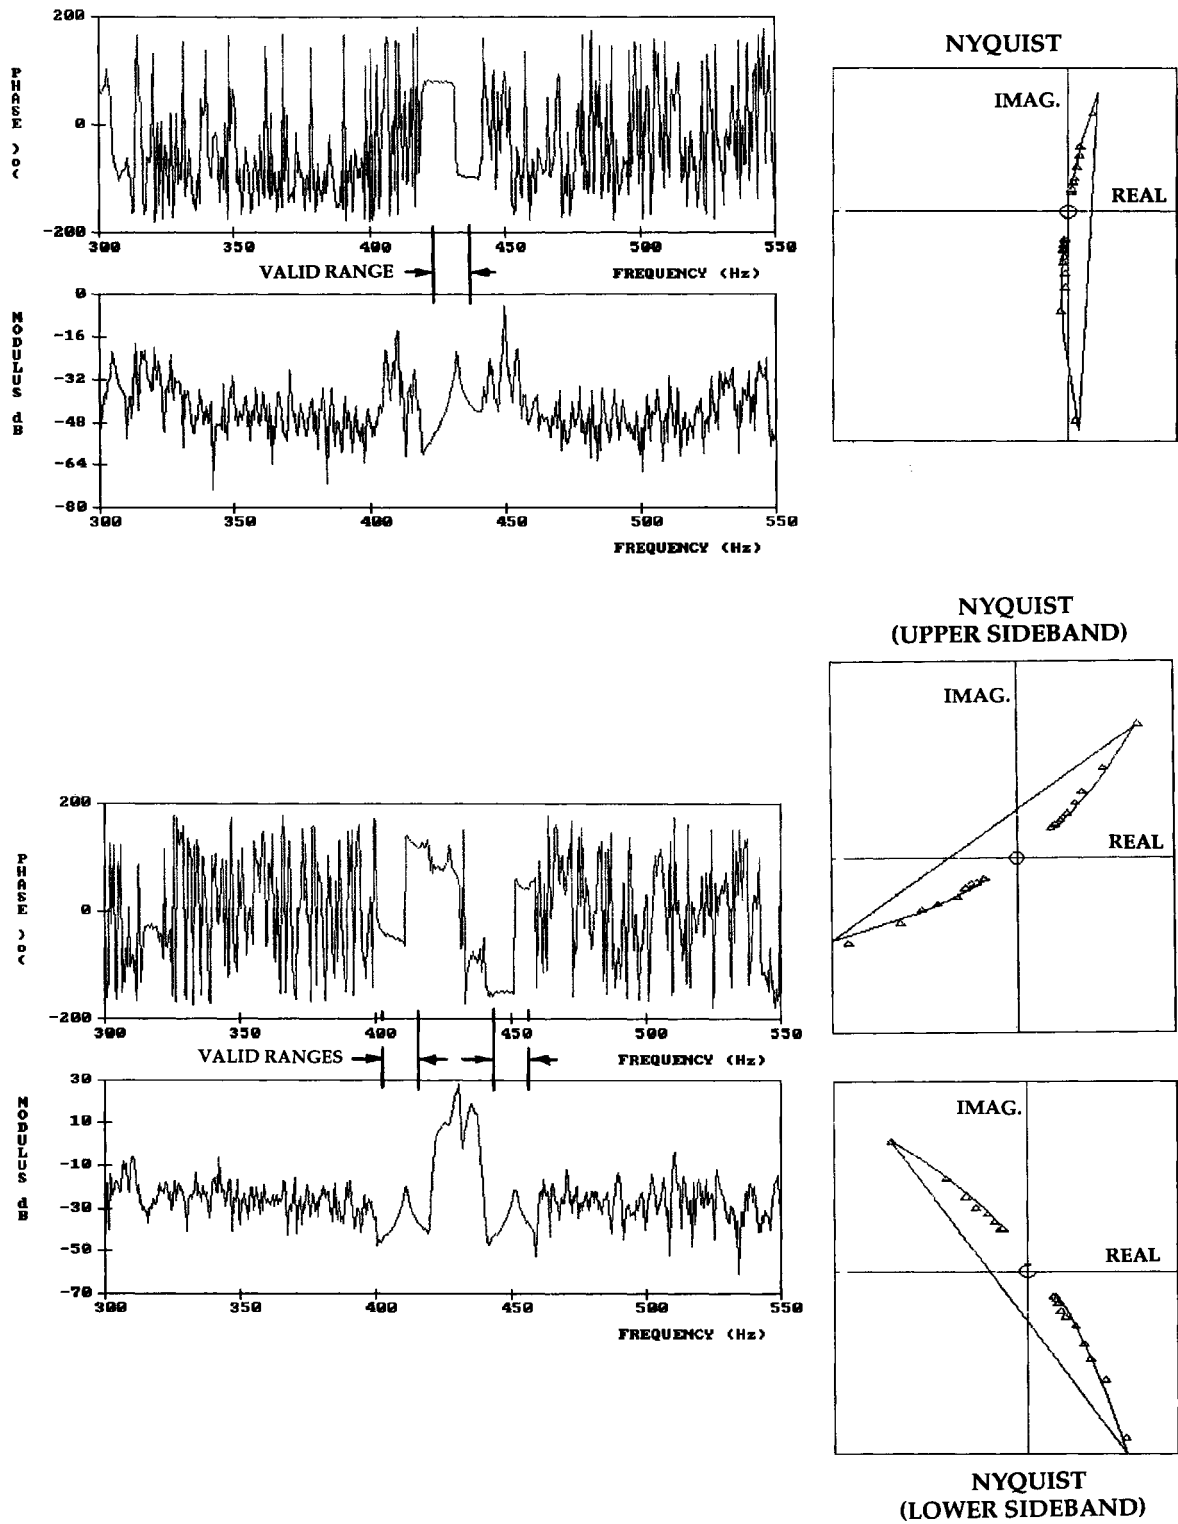 200
0
-200
PHASE >°<
300 350 400 450 500 550
VALID RANGE
FREQUENCY (Hz)
0
-16
-32
-48
-64
-80
MODULUS dB
300 350 400 450 500 550
FREQUENCY (Hz)
NYQUIST
IMAG.
REAL
200
0
-200
PHASE >°<
300 350 400 450 500 550
VALID RANGES
FREQUENCY (Hz)
30
10
-10
-30
-50
-70
MODULUS dB
300 350 400 450 500 550
FREQUENCY (Hz)
NYQUIST
(UPPER SIDEBAND)
IMAG.
REAL
IMAG.
REAL
NYQUIST
(LOWER SIDEBAND)